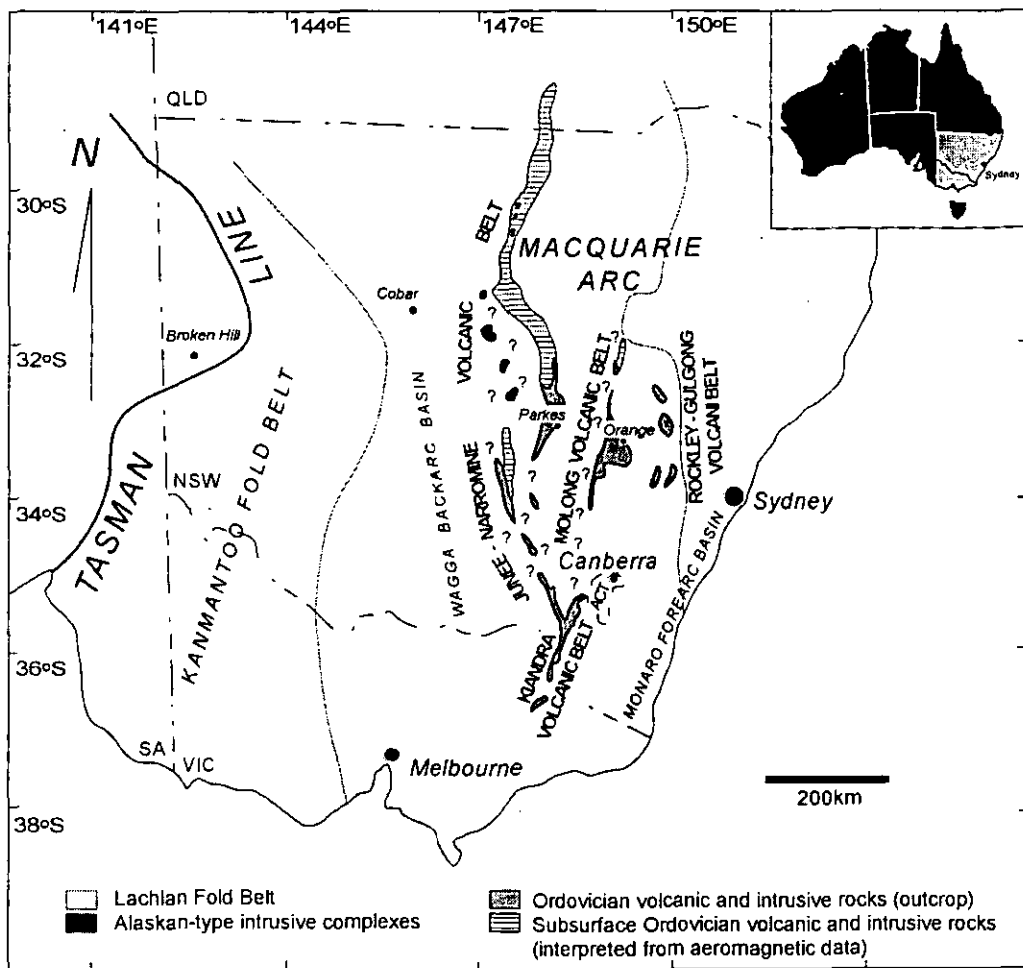 141°E 144°E 147°E 150°E
QLD
N
Sydney
30°S
LINE
BELT
MACQUARIE
ARC
Cobar
Broken Hill
32°S
VOLCANIC
Parkes
Orange
MOLONG VOLCANIC BELT
ROCKLEY - GULGONG
VOLCANI BELT
WAGGA BACKARC BASIN
NSW
34°S
Sydney
TASMAN
KANMANTOO FOLD BELT
JUNEE - NARROMINE
Canberra
ACT
36°S
KIANDRA
VOLCANIC BELT
MONARO FOREARC BASIN
SA
VIC
Melbourne
200km
38°S
Lachlan Fold Belt
Alaskan-type intrusive complexes
Ordovician volcanic and intrusive rocks (outcrop)
Subsurface Ordovician volcanic and intrusive rocks
(interpreted from aeromagnetic data)
? ? ? ? ? ? ? ? ? ? ? ? ? ? ? ? ? ? ? ?